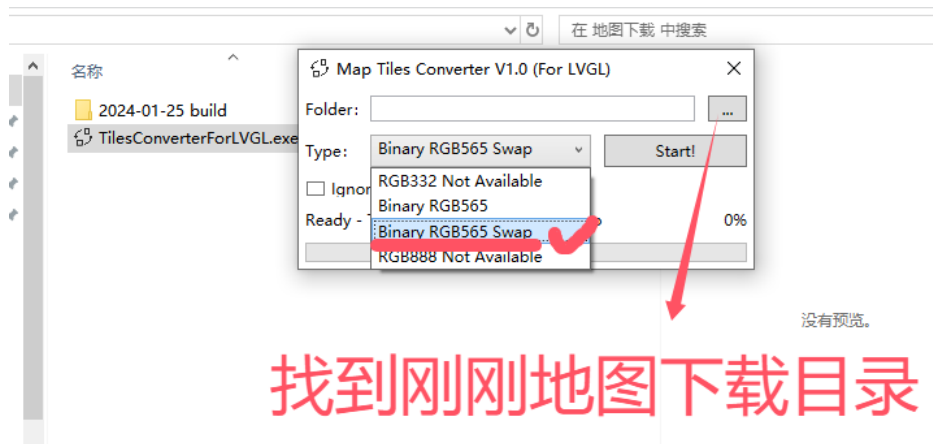 在 地图下载 中搜索
名称
2024-01-25 build
TilesConverterForLVGL.exe
Map Tiles Converter V1.0 (For LVGL)
Folder:
...
Type:
Binary RGB565 Swap
Start!
RGB332 Not Available
Binary RGB565
Binary RGB565 Swap
RGB888 Not Available
Ready -
0%
没有预览。
找到刚刚地图下载目录